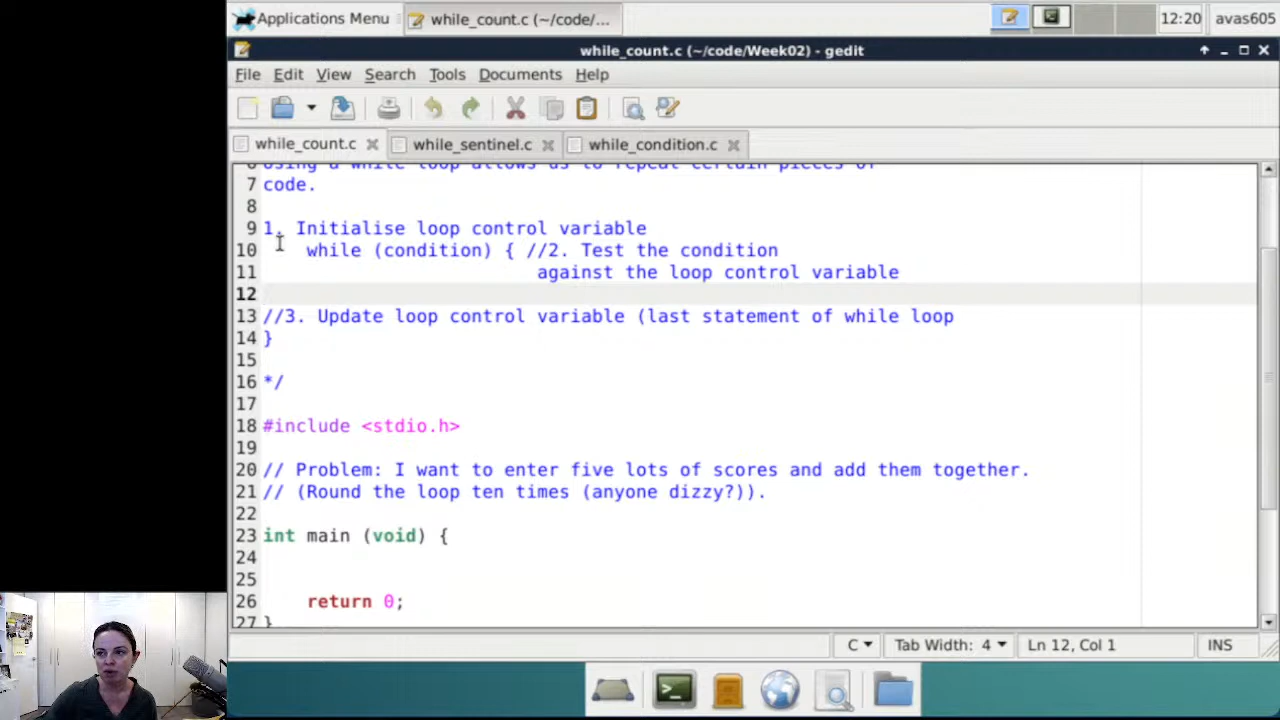 Applications Menu
while_count.c (~/code/...
12:20
avas605
while_count.c (~/code/Week02) - gedit
File Edit View Search Tools Documents Help
while_count.c
while_sentinel.c
while_condition.c
6 Using a while loop allows us to repeat certain pieces of
7 code.
8
9 1. Initialise loop control variable
10 while (condition) { //2. Test the condition
11 against the loop control variable
12
13 //3. Update loop control variable (last statement of while loop
14 }
15
16 */
17
18 #include <stdio.h>
19
20 // Problem: I want to enter five lots of scores and add them together.
21 // (Round the loop ten times (anyone dizzy?)).
22
23 int main (void) {
24
25
26 return 0;
27 }
C
Tab Width: 4
Ln 12, Col 1
INS